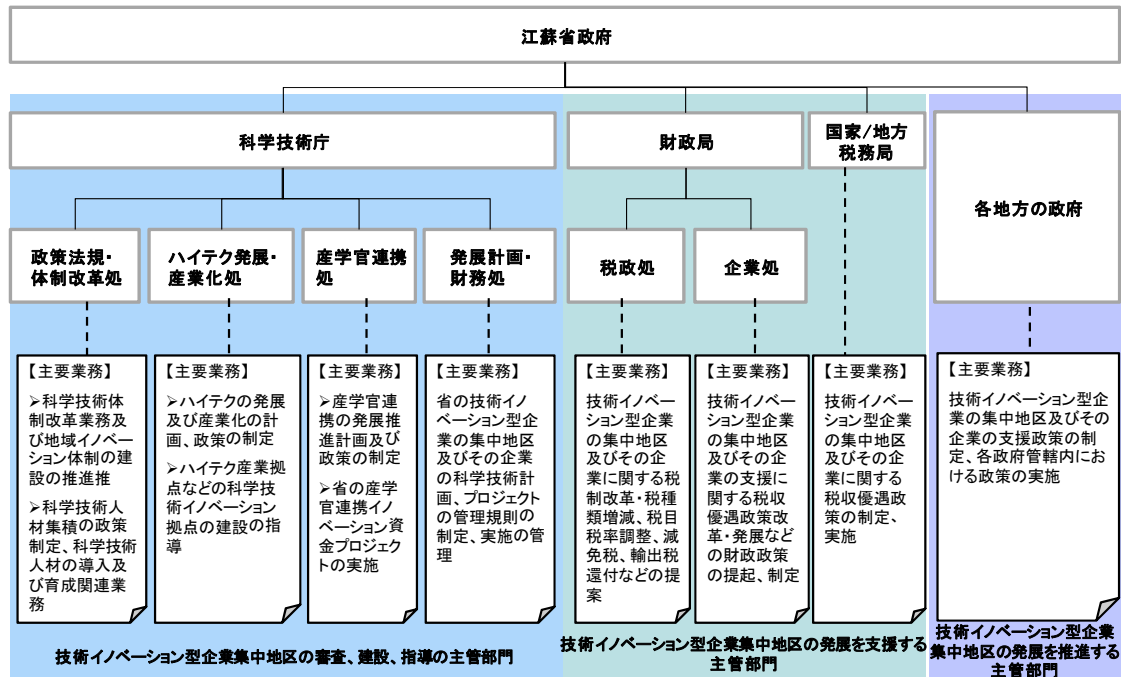 江蘇省政府
科学技術庁
財政局
国家/地方
税務局
各地方の政府
政策法規・
体制改革処
ハイテク発展・
産業化処
産学官連携
処
発展計画・
財務処
税政処
企業処
【主要業務】
➢科学技術体
制改革業務及
び地域イノベー
ション体制の建
設の推進推
➢科学技術人
材集積の政策
制定、科学技術
人材の導入及
び育成関連業
務
【主要業務】
➢ハイテクの発展
及び産業化の計
画、政策の制定
➢ハイテク産業拠
点などの科学技
術イノベーション
拠点の建設の指
導
【主要業務】
➢産学官連
携の発展推
進計画及び
政策の制定
➢省の産学
官連携イノ
ベーション資
金プロジェク
トの実施
【主要業務】
省の技術イノ
ベーション型企
業の集中地区
及びその企業
の科学技術計
画、プロジェクト
の管理規則の
制定、実施の管
理
【主要業務】
技術イノベー
ション型企業
の集中地区
及びその企
業に関する税
制改革・税種
類増減、税目
税率調整、減
免税、輸出税
還付などの提
案
【主要業務】
技術イノベー
ション型企業
の集中地区
及びその企
業の支援に
関する税収
優遇政策改
革・発展など
の財政政策
の提起、制定
【主要業務】
技術イノベー
ション型企業
の集中地区
及びその企
業に関する
税収優遇政
策の制定、
実施
【主要業務】
技術イノベーション型企
業の集中地区及びその
企業の支援政策の制
定、各政府管轄内にお
ける政策の実施
技術イノベーション型企業集中地区の審査、建設、指導の主管部門
技術イノベーション型企業集中地区の発展を支援する
主管部門
技術イノベーション型企業
集中地区の発展を推進する
主管部門